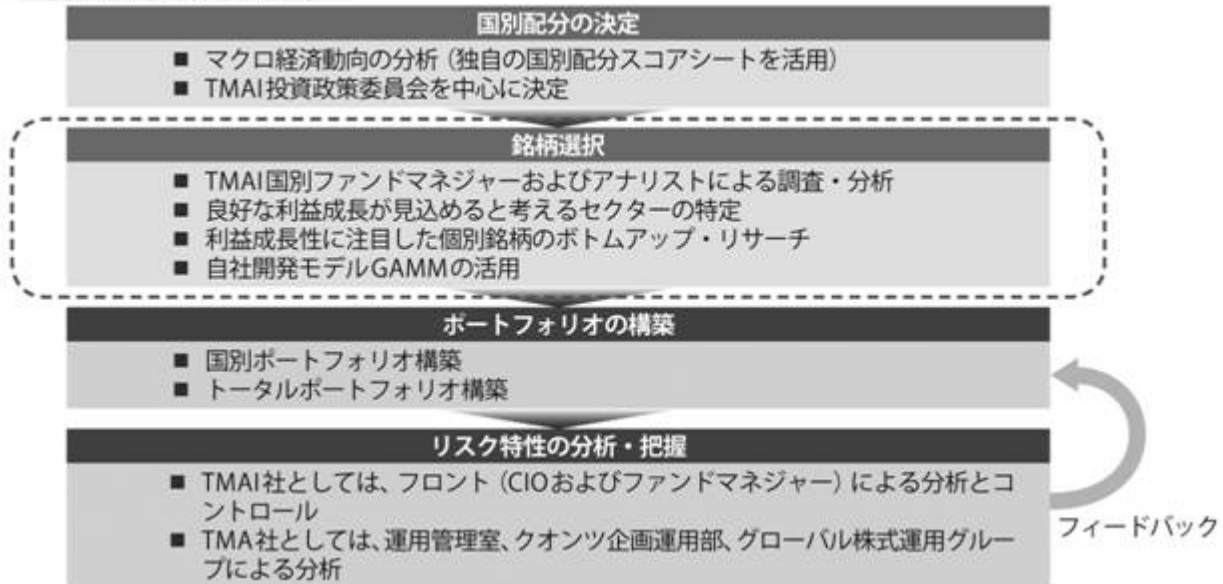 国別配分の決定
■ マクロ経済動向の分析（独自の国別配分スコアシートを活用）
■ TMAI投資政策委員会を中心に決定
銘柄選択
■ TMAI国別ファンドマネジャーおよびアナリストによる調査・分析
■ 良好な利益成長が見込めると考えるセクターの特定
■ 利益成長性に注目した個別銘柄のボトムアップ・リサーチ
■ 自社開発モデルGAMMの活用
ポートフォリオの構築
■ 国別ポートフォリオ構築
■ トータルポートフォリオ構築
リスク特性の分析・把握
■ TMAI社としては、フロント（CIOおよびファンドマネジャー）による分析とコ
ントロール
■ TMA社としては、運用管理室、クオンツ企画運用部、グローバル株式運用グルー
プによる分析
フィードバック